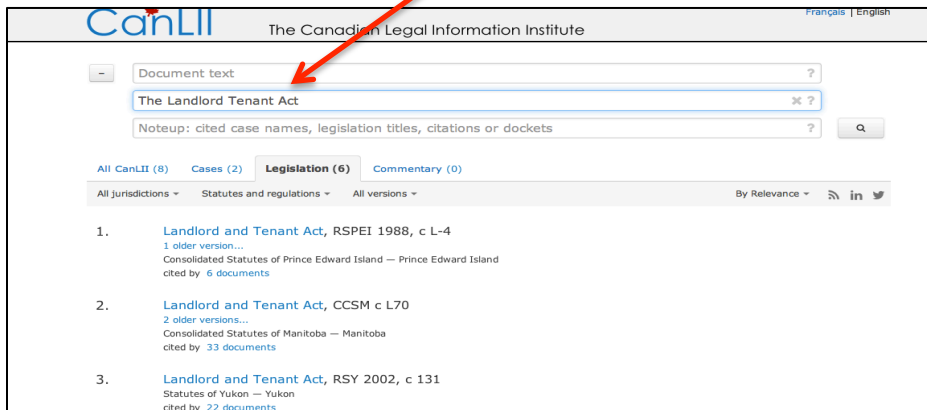 Français | English
CanLII The Canadian Legal Information Institute
− Document text ?
The Landlord Tenant Act ✖ ?
Noteup: cited case names, legislation titles, citations or dockets ?
All CanLII (8) Cases (2) Legislation (6) Commentary (0)
All jurisdictions Statutes and regulations All versions By Relevance in
1. Landlord and Tenant Act, RSPEI 1988, c L-4
1 older version...
Consolidated Statutes of Prince Edward Island — Prince Edward Island
cited by 6 documents
2. Landlord and Tenant Act, CCSM c L70
2 older versions...
Consolidated Statutes of Manitoba — Manitoba
cited by 33 documents
3. Landlord and Tenant Act, RSY 2002, c 131
Statutes of Yukon — Yukon
cited by 22 documents